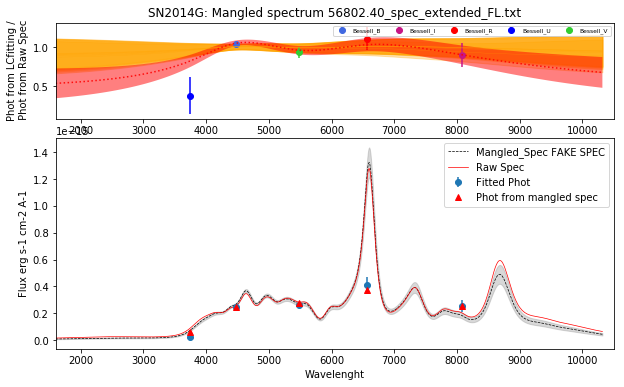 SN2014G: Mangled spectrum 56802.40_spec_extended_FL.txt
Phot from LCfitting /
Phot from Raw Spec
1.0
0.5
Bessell_B
Bessell_I
Bessell_R
Bessell_U
Bessell_V
2000 3000 4000 5000 6000 7000 8000 9000 10000
1e−15
Flux erg s-1 cm-2 A-1
1.4
1.2
1.0
0.8
0.6
0.4
0.2
0.0
Mangled_Spec FAKE SPEC
Raw Spec
Fitted Phot
Phot from mangled spec
2000 3000 4000 5000 6000 7000 8000 9000 10000
Wavelenght